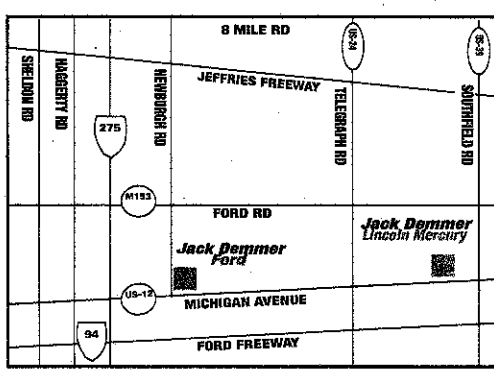 8 MILE RD
US-24
US-39
JEFFRIES FREEWAY
SHELDON RD
HAGGERTY RD
NEWBURGH RD
TELEGRAPH RD
SOUTHFIELD RD
275
M153
FORD RD
Jack Demmer
Ford
Jack Demmer
Lincoln Mercury
US-12
MICHIGAN AVENUE
94
FORD FREEWAY